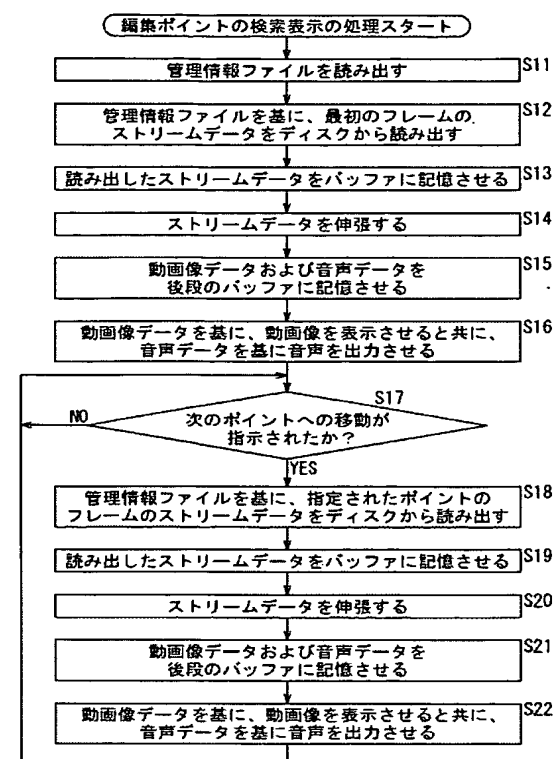 編集ポイントの検索表示の処理スタート
S11
管理情報ファイルを読み出す
S12
管理情報ファイルを基に、最初のフレームの
ストリームデータをディスクから読み出す
S13
読み出したストリームデータをバッファに記憶させる
S14
ストリームデータを伸張する
S15
動画像データおよび音声データを
後段のバッファに記憶させる
S16
動画像データを基に、動画像を表示させると共に、
音声データを基に音声を出力させる
S17
次のポイントへの移動が
指示されたか?
NO
YES
S18
管理情報ファイルを基に、指定されたポイントの
フレームのストリームデータをディスクから読み出す
S19
読み出したストリームデータをバッファに記憶させる
S20
ストリームデータを伸張する
S21
動画像データおよび音声データを
後段のバッファに記憶させる
S22
動画像データを基に、動画像を表示させると共に、
音声データを基に音声を出力させる